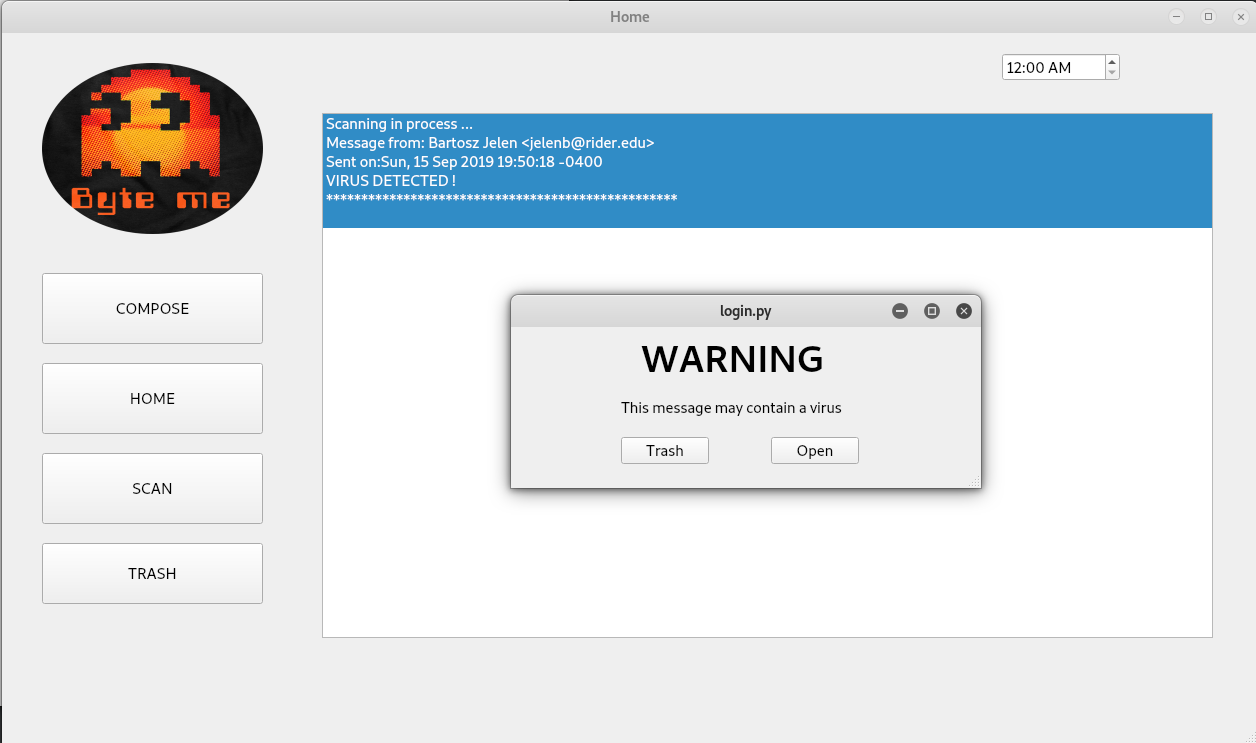 Home
12:00 AM
Byte me
Scanning in process ...
Message from: Bartosz Jelen <jelenb@rider.edu>
Sent on:Sun, 15 Sep 2019 19:50:18 -0400
VIRUS DETECTED !
**************************************************
COMPOSE
HOME
SCAN
TRASH
login.py
WARNING
This message may contain a virus
Trash
Open